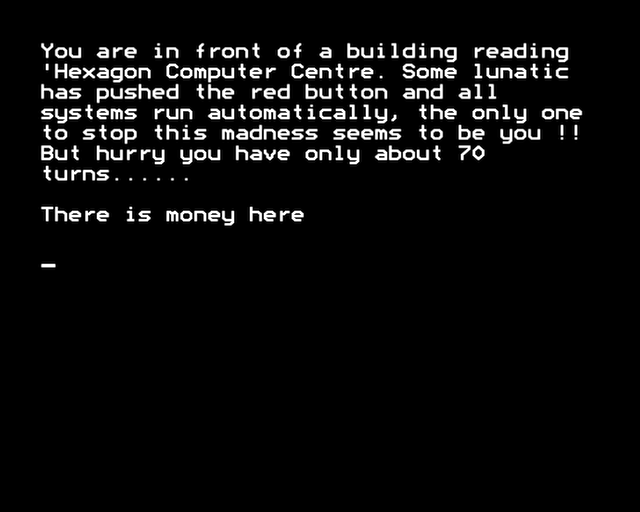 You are in front of a building reading
'Hexagon Computer Centre. Some lunatic
has pushed the red button and all
systems run automatically, the only one
to stop this madness seems to be you !!
But hurry you have only about 70
turns......
There is money here